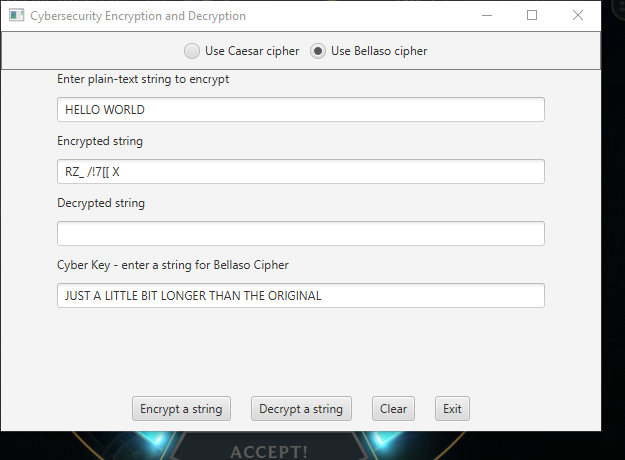 Cybersecurity Encryption and Decryption
Use Caesar cipher Use Bellaso cipher
Enter plain-text string to encrypt
HELLO WORLD
Encrypted string
RZ_ /!7[[ X
Decrypted string
Cyber Key - enter a string for Bellaso Cipher
JUST A LITTLE BIT LONGER THAN THE ORIGINAL
Encrypt a string Decrypt a string Clear Exit
ACCEPT!